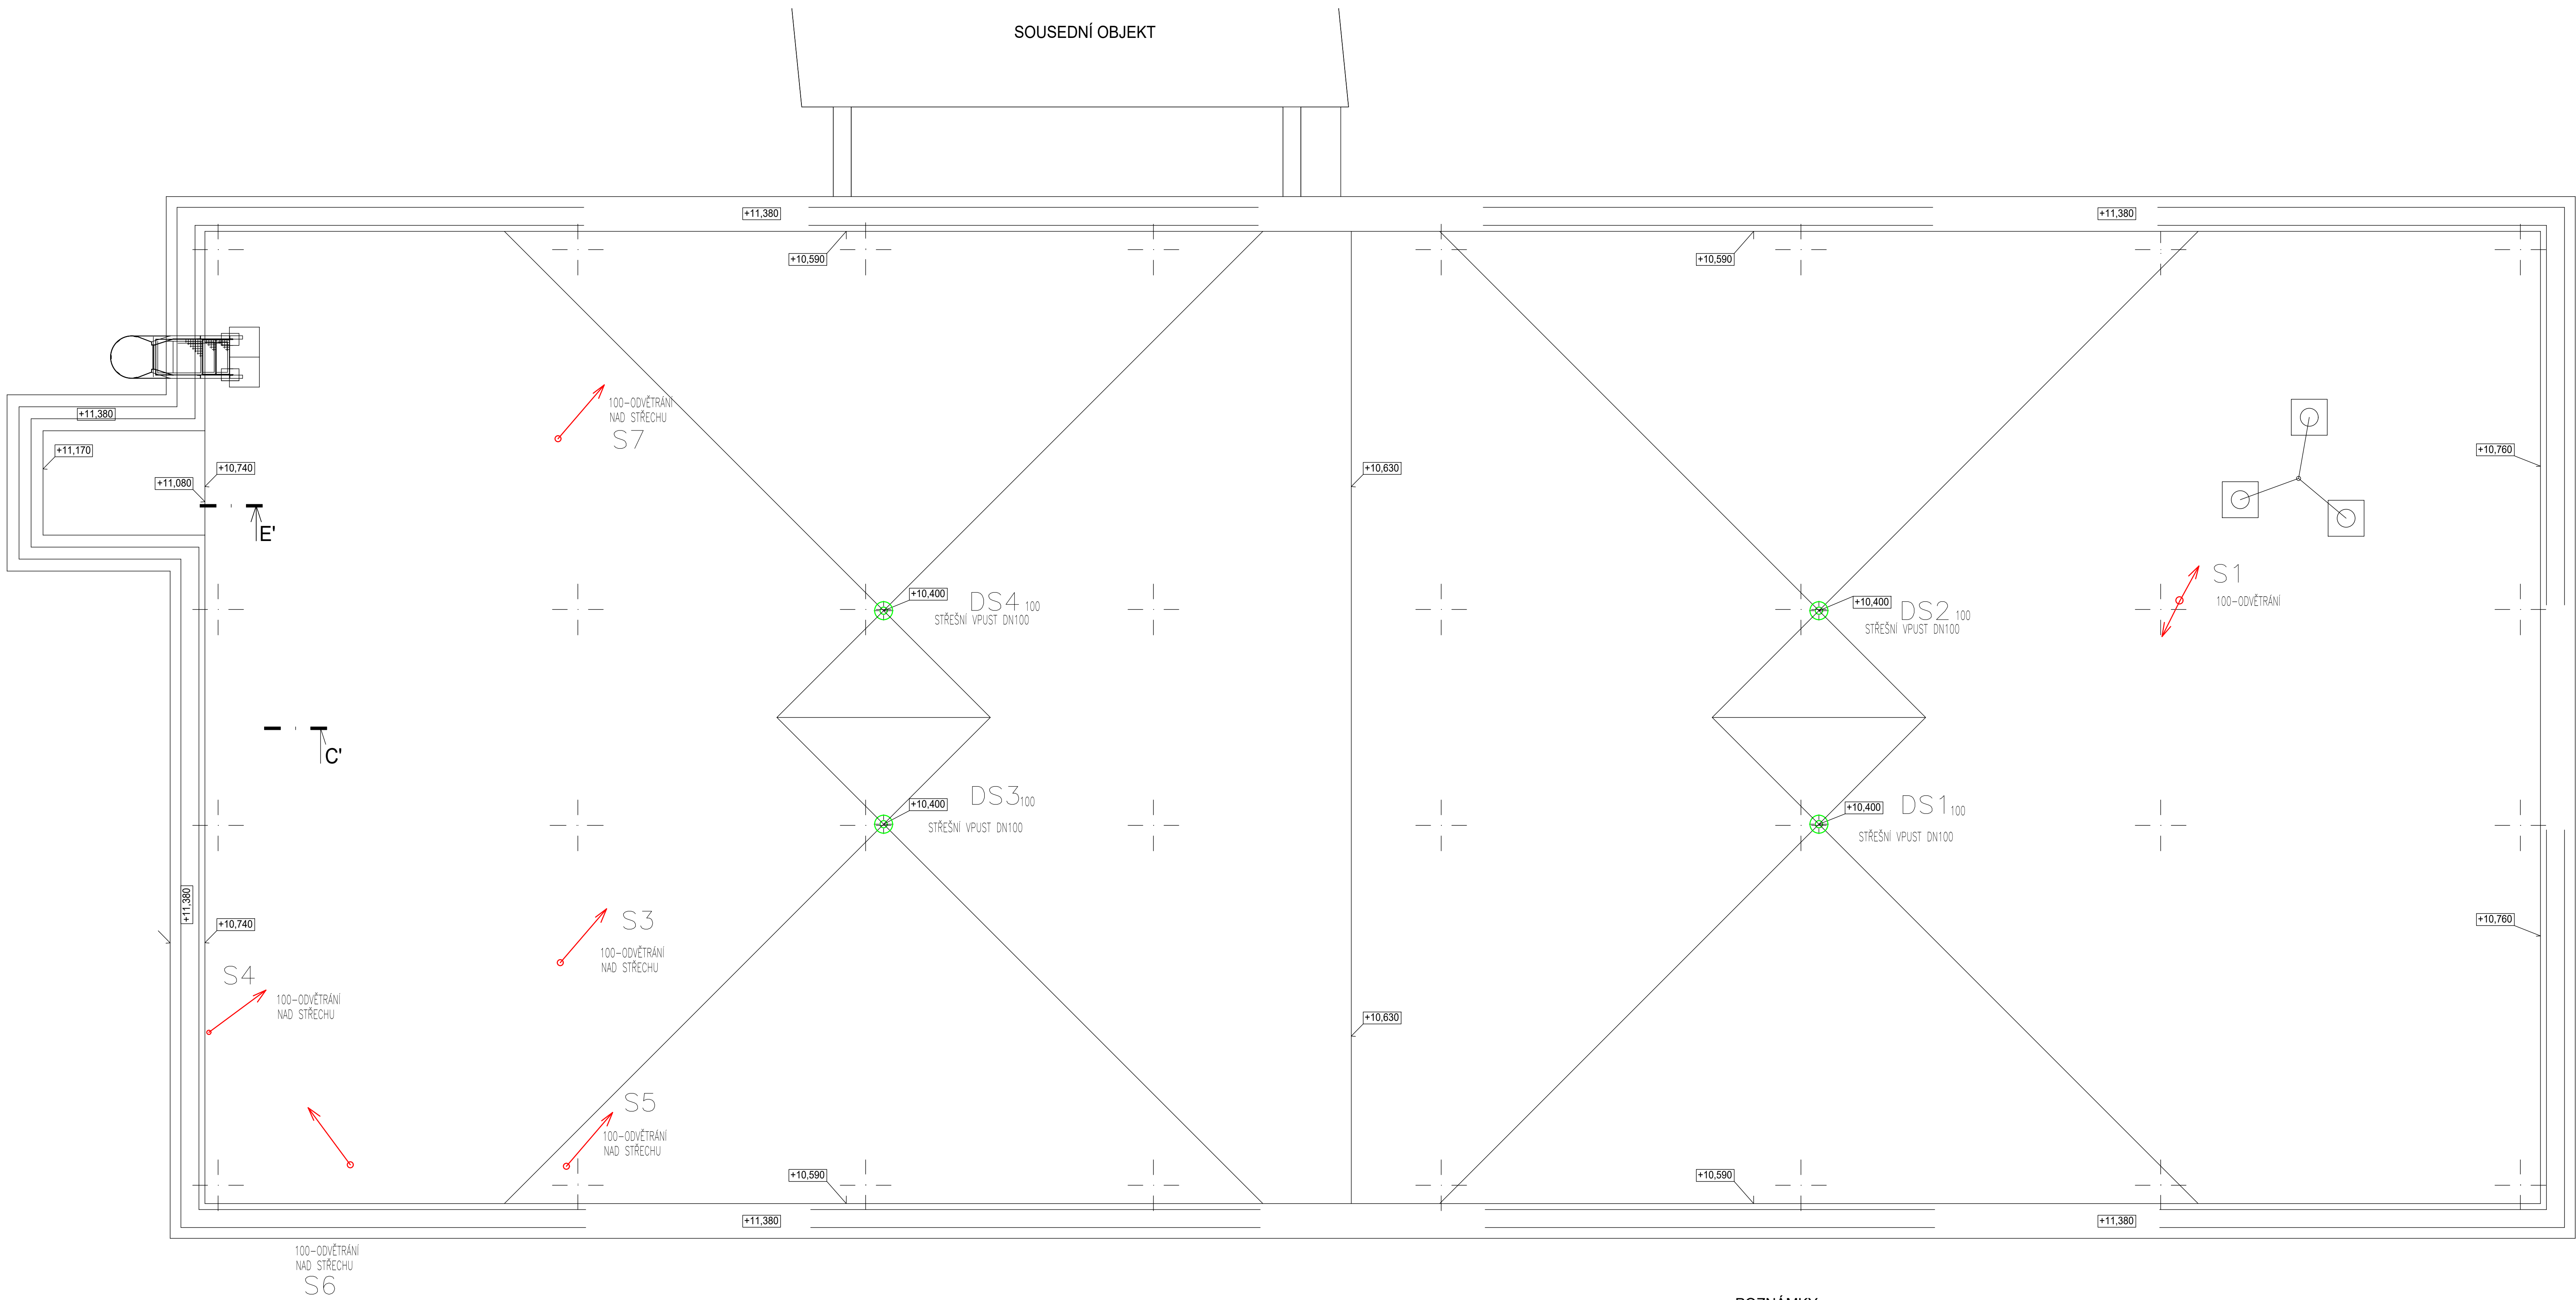 SOUSEDNÍ OBJEKT
+11,380
+11,380
+10,590
+10,590
+11,380
100-ODVĚTRÁNÍ
NAD STŘECHU
S7
+11,170
+10,740
+10,630
+10,760
+11,080
E'
S1
100-ODVĚTRÁNÍ
+10,400
DS4 100
STŘEŠNÍ VPUST DN100
+10,400
DS2 100
STŘEŠNÍ VPUST DN100
C'
+10,400
DS3 100
STŘEŠNÍ VPUST DN100
+10,400
DS1 100
STŘEŠNÍ VPUST DN100
+11,380
+10,740
S3
100-ODVĚTRÁNÍ
NAD STŘECHU
+10,760
S4
100-ODVĚTRÁNÍ
NAD STŘECHU
+10,630
S5
100-ODVĚTRÁNÍ
NAD STŘECHU
+10,590
+10,590
+11,380
+11,380
100-ODVĚTRÁNÍ
NAD STŘECHU
S6